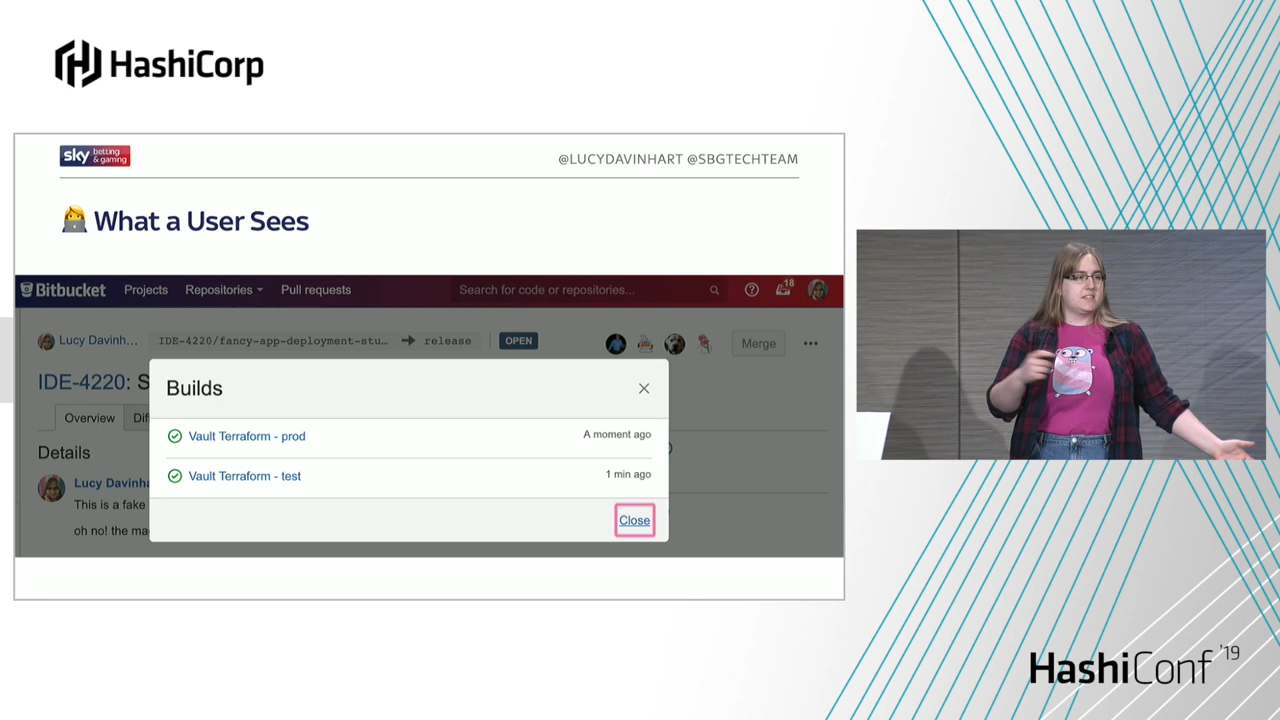 HashiCorp
sky betting & gaming
@LUCYDAVINHART @SBGTECHTEAM
What a User Sees
Bitbucket Projects Repositories Pull requests Search for code or repositories... 18
Lucy Davinh... IDE-4220/fancy-app-deployment-stu... → release OPEN Merge
IDE-4220: S
Overview Dif
Details
Lucy Davinha
This is a fake
oh no! the ma
Builds
Vault Terraform - prod A moment ago
Vault Terraform - test 1 min ago
Close
HashiConf '19